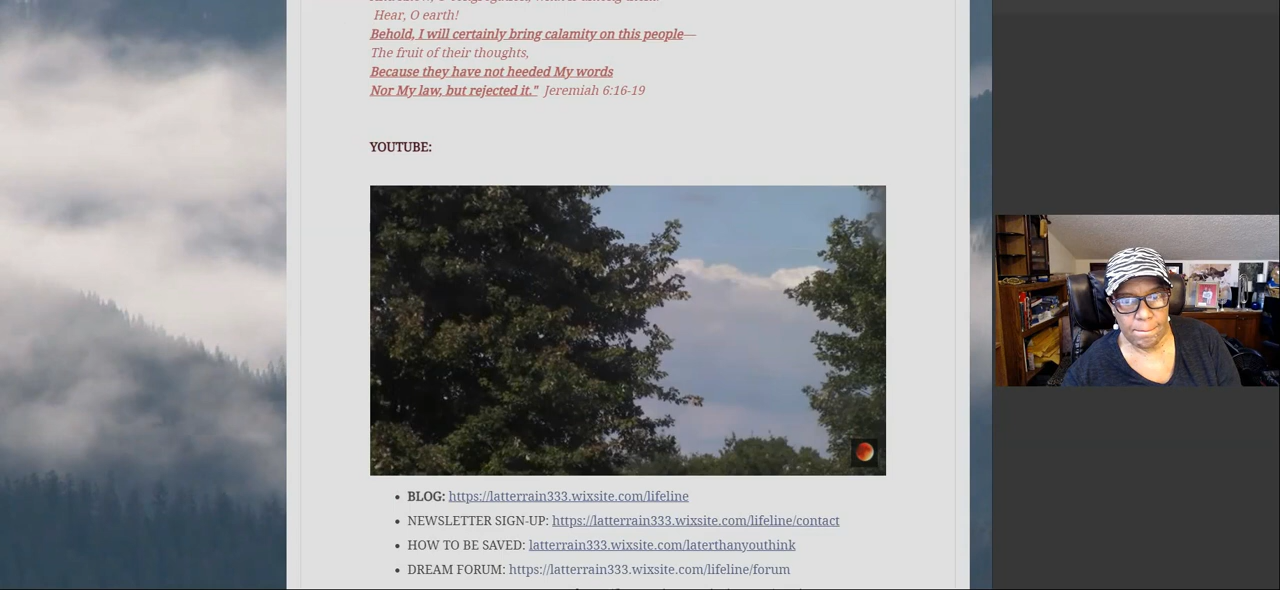 Hear, O earth!
Behold, I will certainly bring calamity on this people—
The fruit of their thoughts,
Because they have not heeded My words
Nor My law, but rejected it." Jeremiah 6:16-19
YOUTUBE:
• BLOG: https://latterrain333.wixsite.com/lifeline
• NEWSLETTER SIGN-UP: https://latterrain333.wixsite.com/lifeline/contact
• HOW TO BE SAVED: latterrain333.wixsite.com/laterthanyouthink
• DREAM FORUM: https://latterrain333.wixsite.com/lifeline/forum